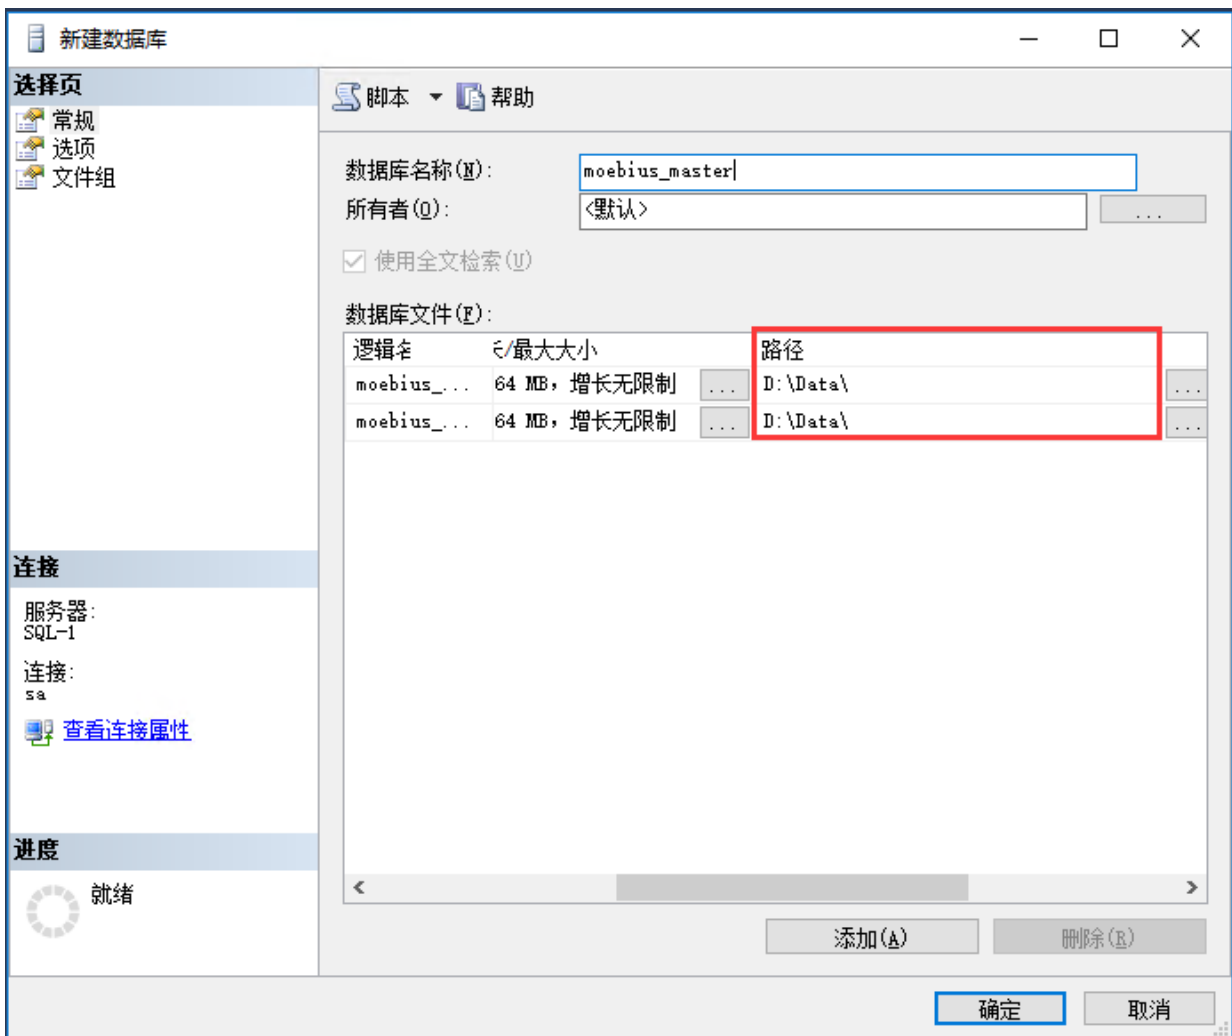 新建数据库
选择页
常规
选项
文件组
脚本 帮助
数据库名称(N):
moebius_master
所有者(O):
<默认>
...
使用全文检索(U)
数据库文件(F):
逻辑名 /最大大小 路径
moebius_... 64 MB，增长无限制 ... D:\Data\ ...
moebius_... 64 MB，增长无限制 ... D:\Data\ ...
连接
服务器:
SQL-1
连接:
sa
查看连接属性
进度
就绪
添加(A) 删除(R)
确定 取消